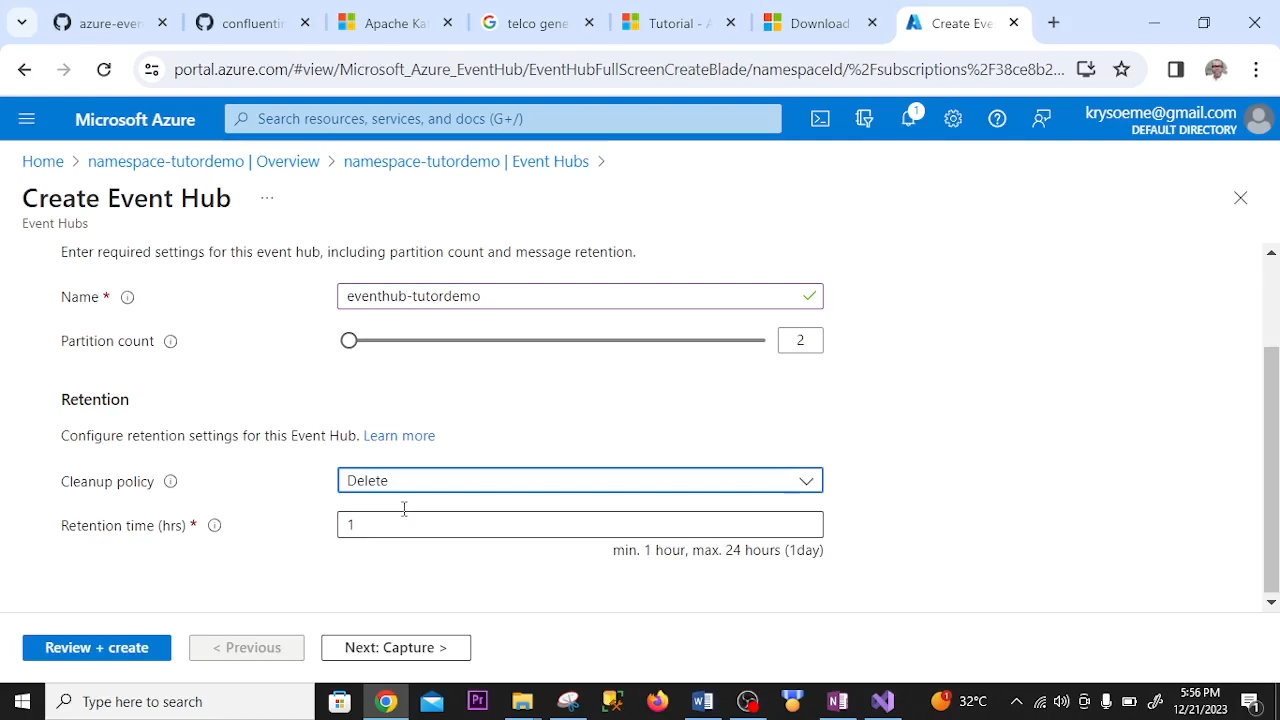 azure-even
confluentin
Apache Ka
telco gene
Tutorial - A
Download
Create Eve
portal.azure.com/#view/Microsoft_Azure_EventHub/EventHubFullScreenCreateBlade/namespaceId/%2Fsubscriptions%2F38ce8b2...
Microsoft Azure
Search resources, services, and docs (G+/)
1
krysoeme@gmail.com
DEFAULT DIRECTORY
Home > namespace-tutordemo | Overview > namespace-tutordemo | Event Hubs >
Create Event Hub ...
Event Hubs
Enter required settings for this event hub, including partition count and message retention.
Name *
eventhub-tutordemo
Partition count
2
Retention
Configure retention settings for this Event Hub. Learn more
Cleanup policy
Delete
Retention time (hrs) *
1
min. 1 hour, max. 24 hours (1day)
Review + create
< Previous
Next: Capture >
Type here to search
Pr
1
32°C
5:56 PM
12/21/2023
1